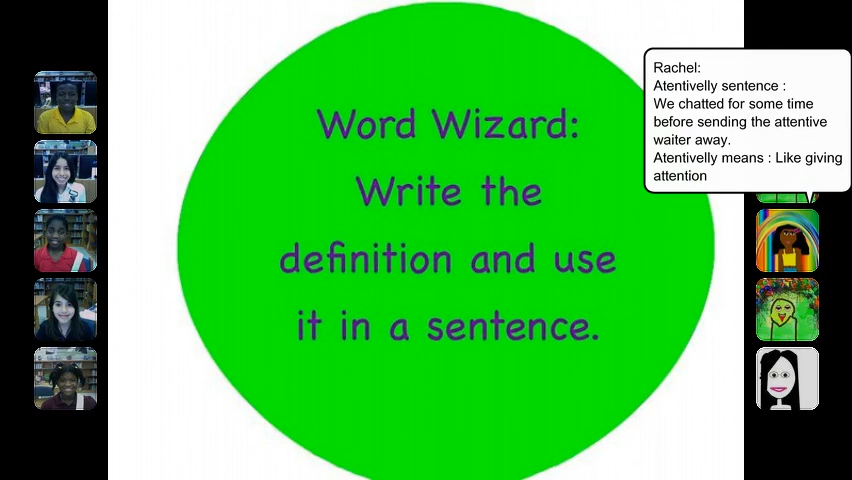 Word Wizard:
Write the
definition and use
it in a sentence.
Rachel:
Atentivelly sentence :
We chatted for some time
before sending the attentive
waiter away.
Atentivelly means : Like giving
attention